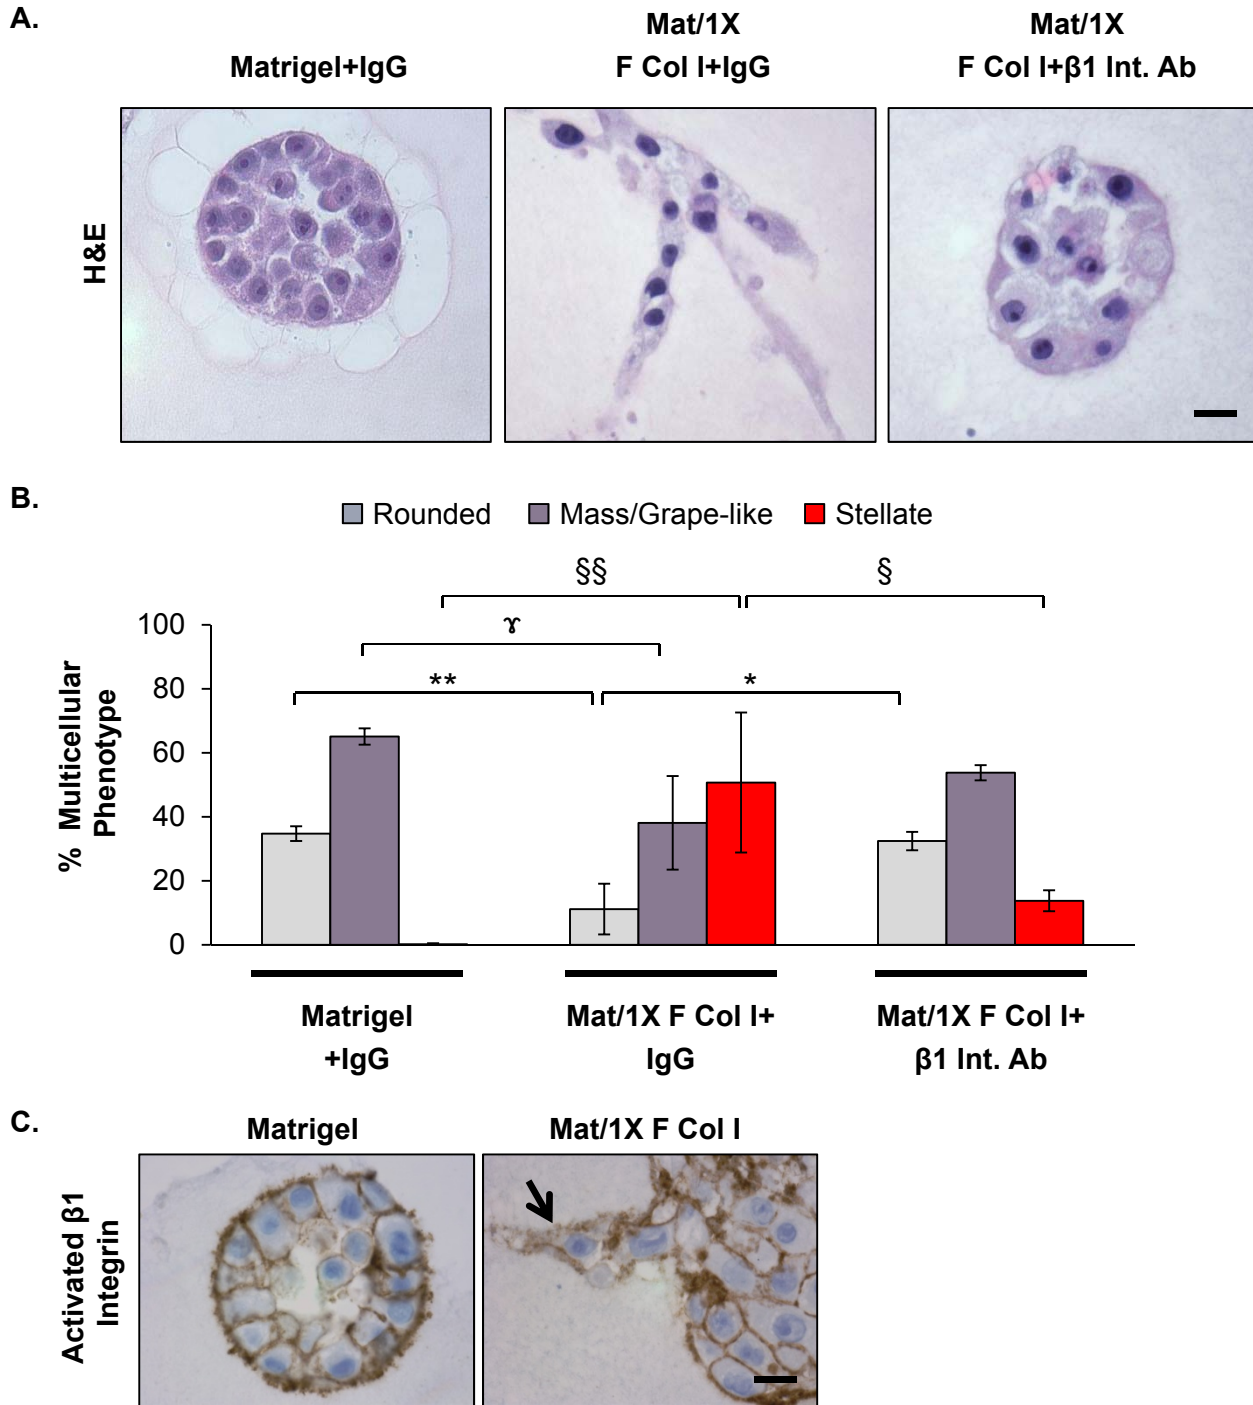 A.
Matrigel+IgG
Mat/1X
F Col I+IgG
Mat/1X
F Col I+β1 Int. Ab
H&E
B.
Rounded
Mass/Grape-like
Stellate
§§
§
ɤ
**
*
% Multicellular
Phenotype
100
80
60
40
20
0
Matrigel
+IgG
Mat/1X F Col I+
IgG
Mat/1X F Col I+
β1 Int. Ab
C.
Matrigel
Mat/1X F Col I
Activated β1
Integrin